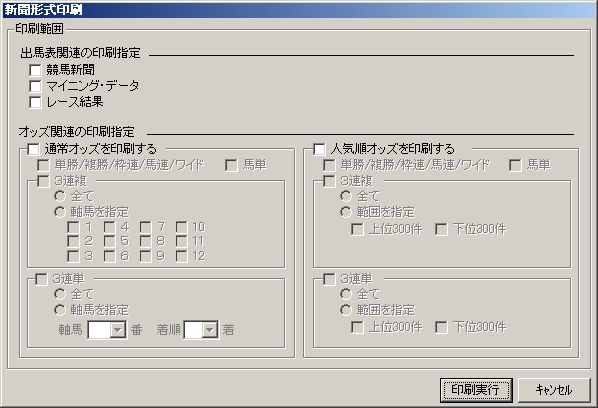 新聞形式印刷
印刷範囲
出馬表関連の印刷指定
競馬新聞
マイニング・データ
レース結果
オッズ関連の印刷指定
通常オッズを印刷する
単勝/複勝/枠連/馬連/ワイド 馬単
3連複
全て
軸馬を指定
1 4 7 10
2 5 8 11
3 6 9 12
3連単
全て
軸馬を指定
軸馬 番 着順 着
人気順オッズを印刷する
単勝/複勝/枠連/馬連/ワイド 馬単
3連複
全て
範囲を指定
上位300件 下位300件
3連単
全て
範囲を指定
上位300件 下位300件
印刷実行 キャンセル